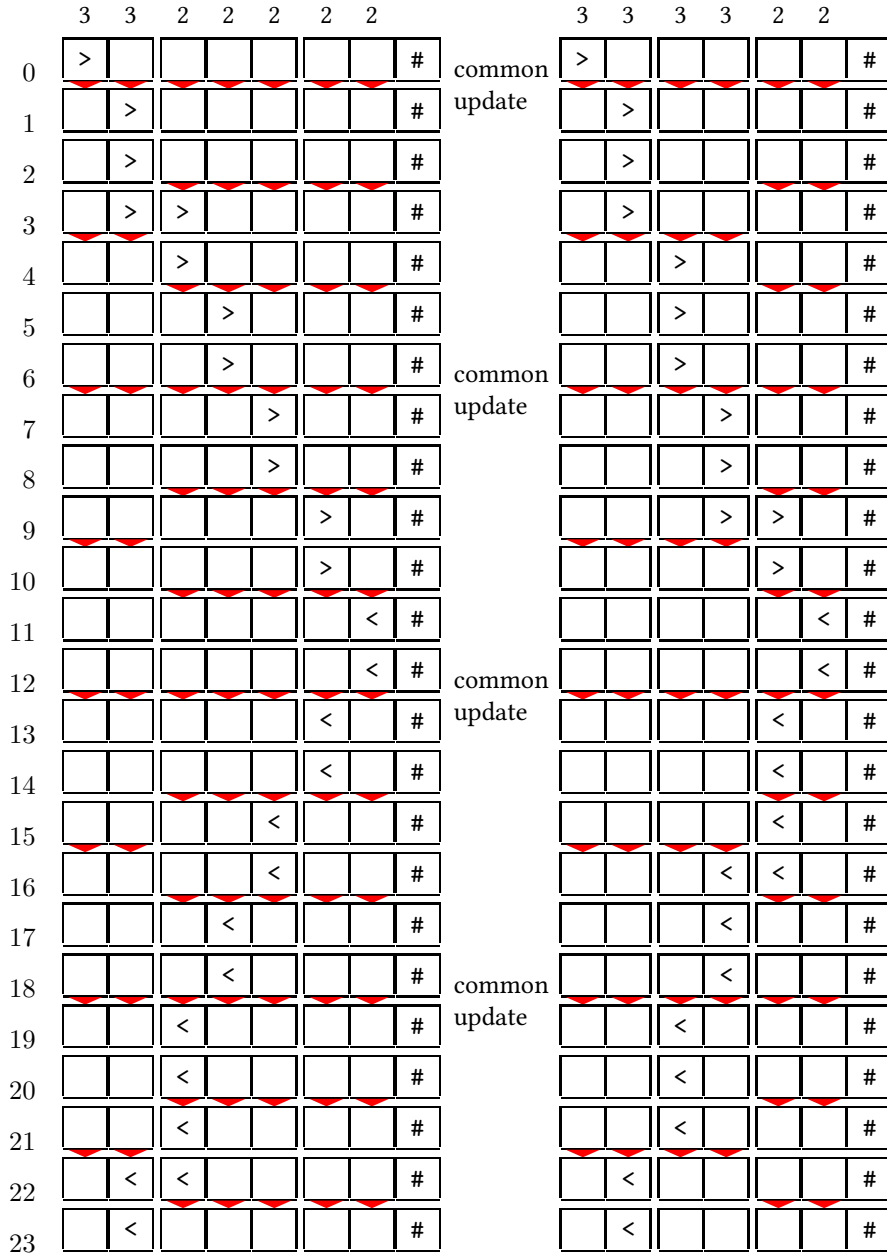 3 3 2 2 2 2 2 3 3 3 3 2 2
0 > # common > #
1 > # update > #
2 > # > #
3 > > # > #
4 > # > #
5 > # > #
6 > # common > #
7 > # update > #
8 > # > #
9 > # > > #
10 > # > #
11 < # < #
12 < # common < #
13 < # update < #
14 < # < #
15 < # < #
16 < # < < #
17 < # < #
18 < # common < #
19 < # update < #
20 < # < #
21 < # < #
22 < < # < #
23 < # < #